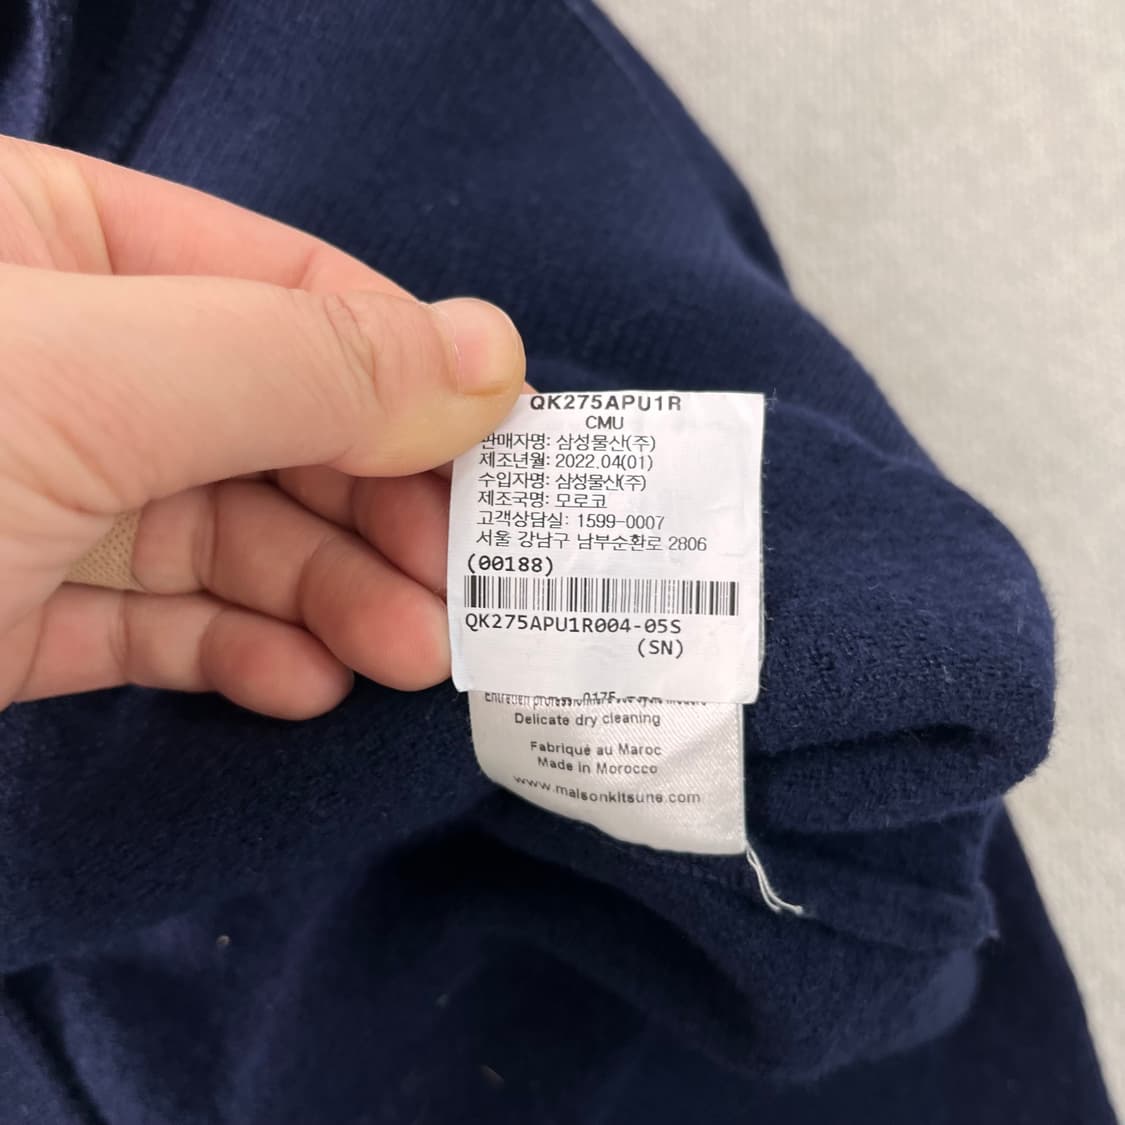 QK275APU1R
CMU
판매자명: 삼성물산(주)
제조년월: 2022.04(01)
수입자명: 삼성물산(주)
제조국명: 모로코
고객상담실: 1599-0007
서울 강남구 남부순환로 2806
(00188)
QK275APU1R004-05S
(SN)
Entretien
Delicate dry cleaning
Fabriqué au Maroc
Made in Morocco
www.maisonkitsune.com